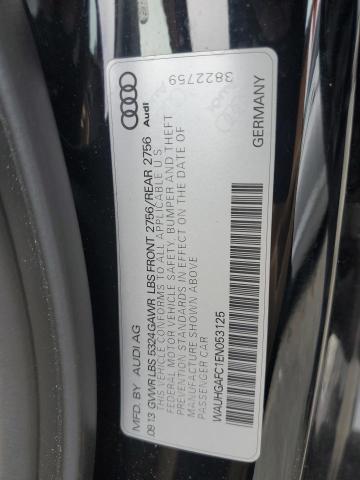 3822759
Audi
GERMANY
MFD. BY AUDI AG
09.13 GVWR LBS 5324GAWR LBS FRONT 2756/REAR 2756
THIS VEHICLE CONFORMS TO ALL APPLICABLE U S
FEDERAL MOTOR VEHICLE SAFETY, BUMPER AND THEFT
PREVENTION STANDARDS IN EFFECT ON THE DATE OF
MANUFACTURE SHOWN ABOVE
PASSENGER CAR
WAUHGAFC1EN053125